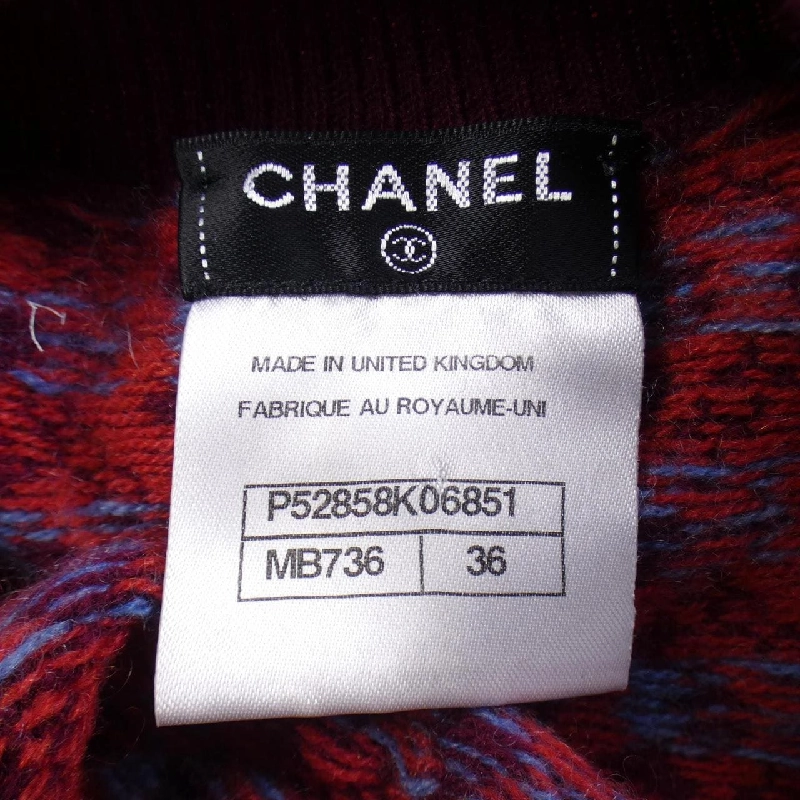 CHANEL
MADE IN UNITED KINGDOM
FABRIQUE AU ROYAUME-UNI
P52858K06851
MB736 36